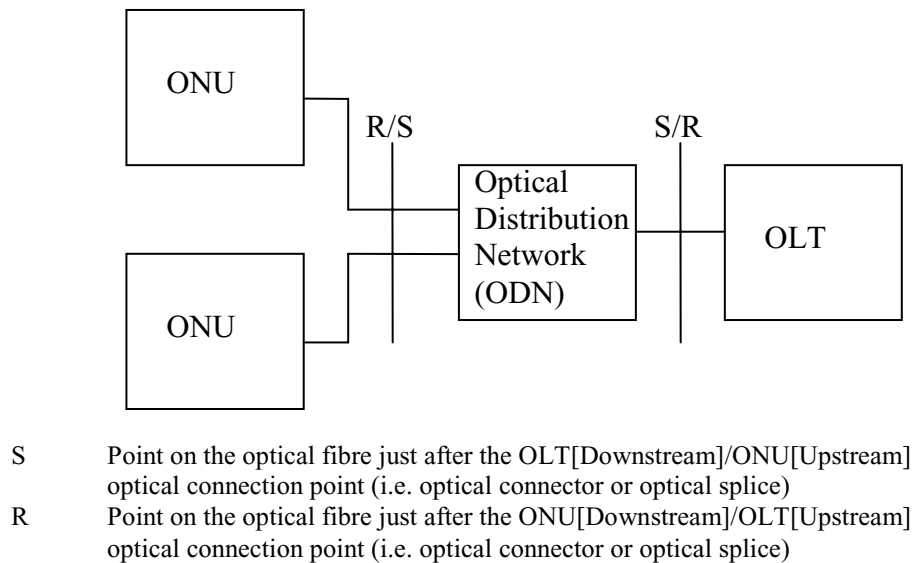 ONU
R/S
S/R
Optical
Distribution
Network
(ODN)
OLT
ONU
S Point on the optical fibre just after the OLT[Downstream]/ONU[Upstream]
optical connection point (i.e. optical connector or optical splice)
R Point on the optical fibre just after the ONU[Downstream]/OLT[Upstream]
optical connection point (i.e. optical connector or optical splice)